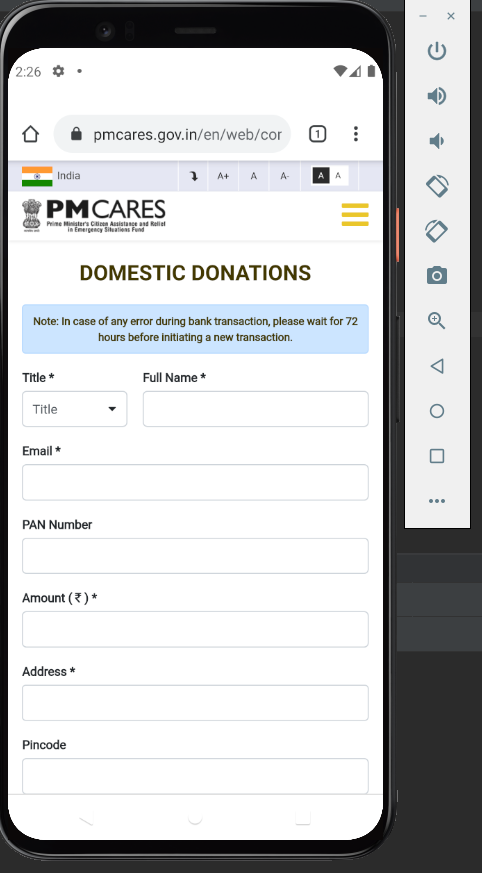 2:26
pmcares.gov.in/en/web/cor
1
India
A+
A
A-
A
A
PMCARES
Prime Minister's Citizen Assistance and Relief
in Emergency Situations Fund
DOMESTIC DONATIONS
Note: In case of any error during bank transaction, please wait for 72
hours before initiating a new transaction.
Title * Full Name *
Title
Email *
PAN Number
Amount ( ₹ ) *
Address *
Pincode